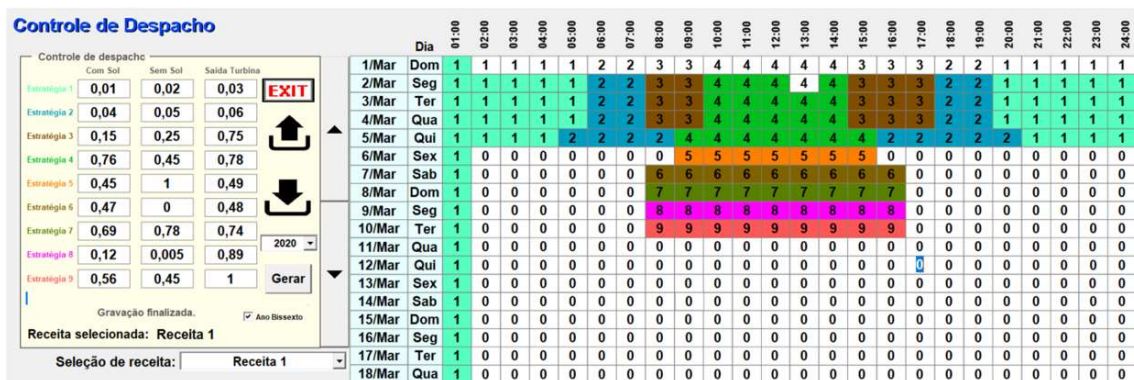 Controle de Despacho
Controle de despacho
Com Sol Sem Sol Saída Turbina
Estratégia 1 0,01 0,02 0,03 EXIT
Estratégia 2 0,04 0,05 0,06
Estratégia 3 0,15 0,25 0,75
Estratégia 4 0,76 0,45 0,78
Estratégia 5 0,45 1 0,49
Estratégia 6 0,47 0 0,48
Estratégia 7 0,69 0,78 0,74
2020
Estratégia 8 0,12 0,005 0,89
Estratégia 9 0,56 0,45 1 Gerar
Gravação finalizada.
Ano Bissexto
Receita selecionada: Receita 1
Seleção de receita: Receita 1
Dia 01:00 02:00 03:00 04:00 05:00 06:00 07:00 08:00 09:00 10:00 11:00 12:00 13:00 14:00 15:00 16:00 17:00 18:00 19:00 20:00 21:00 22:00 23:00 24:00
1/Mar Dom 1 1 1 1 1 2 2 3 3 4 4 4 4 4 3 3 3 2 2 1 1 1 1 1
2/Mar Seg 1 1 1 1 1 2 2 3 3 4 4 4 4 4 3 3 3 2 2 1 1 1 1 1
3/Mar Ter 1 1 1 1 1 2 2 3 3 4 4 4 4 4 3 3 3 2 2 1 1 1 1 1
4/Mar Qua 1 1 1 1 1 2 2 3 3 4 4 4 4 4 3 3 3 2 2 1 1 1 1 1
5/Mar Qui 1 1 1 1 2 2 2 2 4 4 4 4 4 4 4 2 2 2 2 2 1 1 1 1
6/Mar Sex 1 0 0 0 0 0 0 0 5 5 5 5 5 5 5 0 0 0 0 0 0 0 0 0
7/Mar Sab 1 0 0 0 0 0 0 6 6 6 6 6 6 6 6 6 0 0 0 0 0 0 0 0
8/Mar Dom 1 0 0 0 0 0 0 7 7 7 7 7 7 7 7 7 0 0 0 0 0 0 0 0
9/Mar Seg 1 0 0 0 0 0 0 8 8 8 8 8 8 8 8 8 0 0 0 0 0 0 0 0
10/Mar Ter 1 0 0 0 0 0 0 9 9 9 9 9 9 9 9 9 0 0 0 0 0 0 0 0
11/Mar Qua 1 0 0 0 0 0 0 0 0 0 0 0 0 0 0 0 0 0 0 0 0 0 0 0
12/Mar Qui 1 0 0 0 0 0 0 0 0 0 0 0 0 0 0 0 0 0 0 0 0 0 0 0
13/Mar Sex 1 0 0 0 0 0 0 0 0 0 0 0 0 0 0 0 0 0 0 0 0 0 0 0
14/Mar Sab 1 0 0 0 0 0 0 0 0 0 0 0 0 0 0 0 0 0 0 0 0 0 0 0
15/Mar Dom 1 0 0 0 0 0 0 0 0 0 0 0 0 0 0 0 0 0 0 0 0 0 0 0
16/Mar Seg 1 0 0 0 0 0 0 0 0 0 0 0 0 0 0 0 0 0 0 0 0 0 0 0
17/Mar Ter 1 0 0 0 0 0 0 0 0 0 0 0 0 0 0 0 0 0 0 0 0 0 0 0
18/Mar Qua 1 0 0 0 0 0 0 0 0 0 0 0 0 0 0 0 0 0 0 0 0 0 0 0